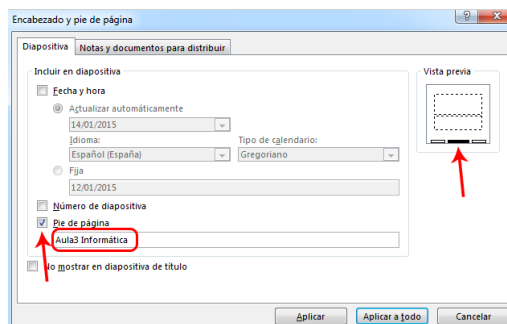 Encabezado y pie de página
Diapositiva
Notas y documentos para distribuir
Incluir en diapositiva
Vista previa
Fecha y hora
Actualizar automáticamente
14/01/2015
Idioma:
Tipo de calendario:
Español (España)
Gregoriano
Fija
12/01/2015
Número de diapositiva
Pie de página
Aula3 Informática
No mostrar en diapositiva de título
Aplicar
Aplicar a todo
Cancelar